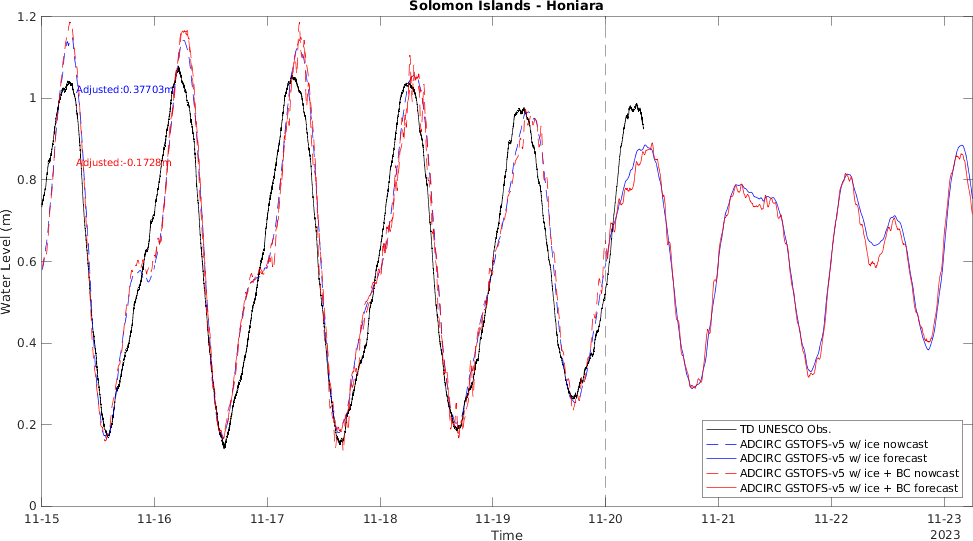 Solomon Islands - Honiara
1.2
1
0.8
0.6
0.4
0.2
0
Water Level (m)
Adjusted:0.37703m
Adjusted:-0.1728m
TD UNESCO Obs.
ADCIRC GSTOFS-v5 w/ ice nowcast
ADCIRC GSTOFS-v5 w/ ice forecast
ADCIRC GSTOFS-v5 w/ ice + BC nowcast
ADCIRC GSTOFS-v5 w/ ice + BC forecast
11-15 11-16 11-17 11-18 11-19 11-20 11-21 11-22 11-23
Time 2023